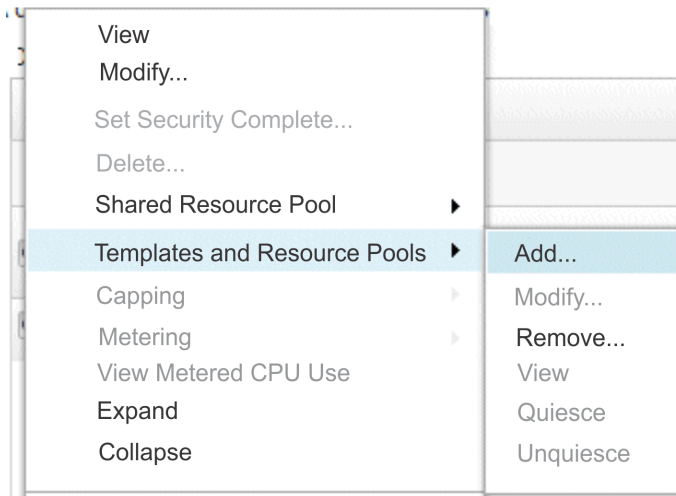 View
Modify...
Set Security Complete...
Delete...
Shared Resource Pool
Templates and Resource Pools
Capping
Metering
View Metered CPU Use
Expand
Collapse
Add...
Modify...
Remove...
View
Quiesce
Unquiesce